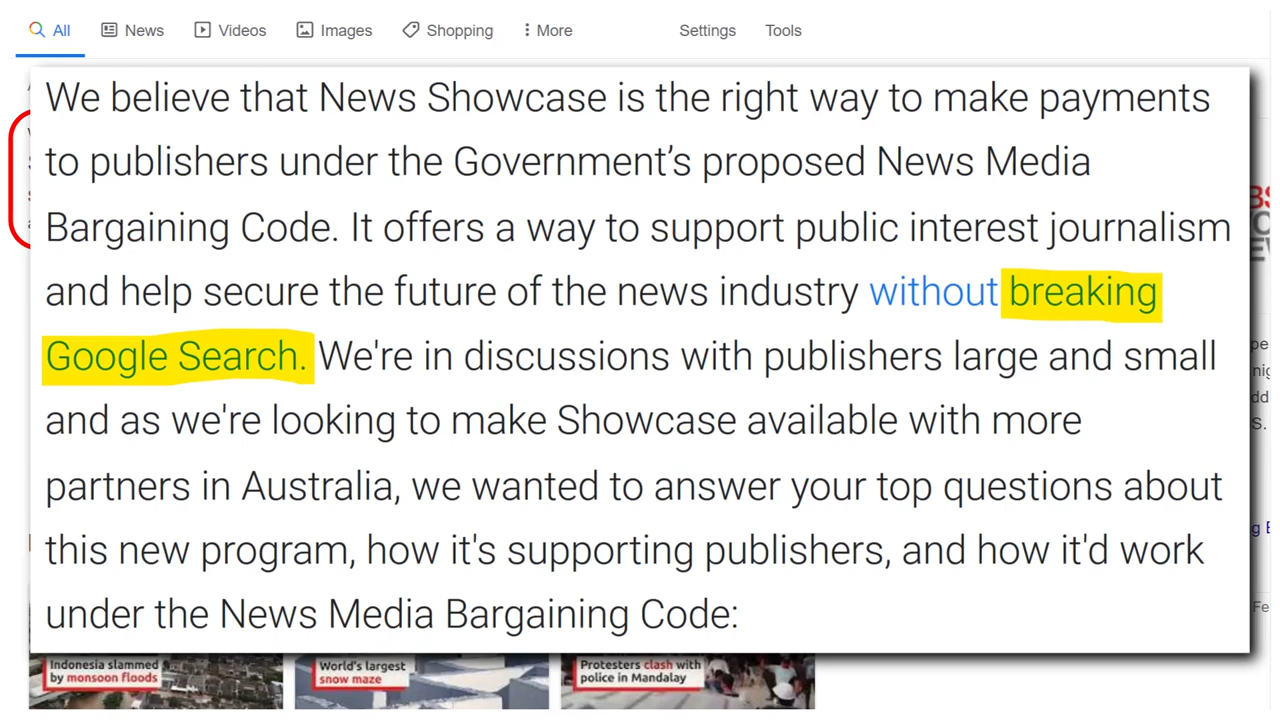 All
News
Videos
Images
Shopping
More
Settings
Tools
We believe that News Showcase is the right way to make payments
to publishers under the Government’s proposed News Media
Bargaining Code. It offers a way to support public interest journalism
and help secure the future of the news industry without breaking
Google Search. We're in discussions with publishers large and small
and as we're looking to make Showcase available with more
partners in Australia, we wanted to answer your top questions about
this new program, how it's supporting publishers, and how it'd work
under the News Media Bargaining Code:
Indonesia slammed
by monsoon floods
World's largest
snow maze
Protesters clash with
police in Mandalay